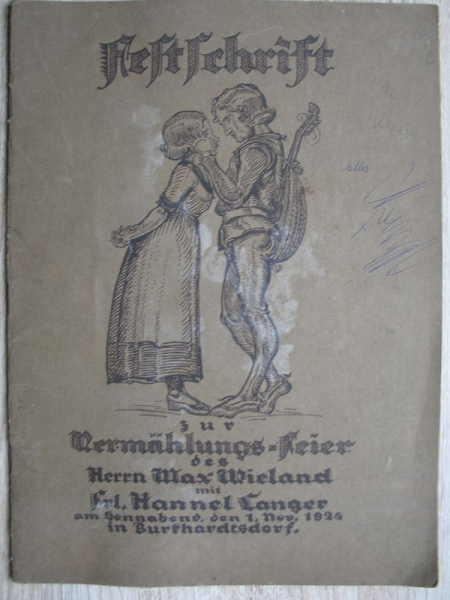 Festschrift
zur
Vermählungs-Feier
des
Herrn Max Wieland
mit
Frl. Hannel Langer
am Sonnabend, den 1. Nov. 1924
in Burkhardtsdorf.